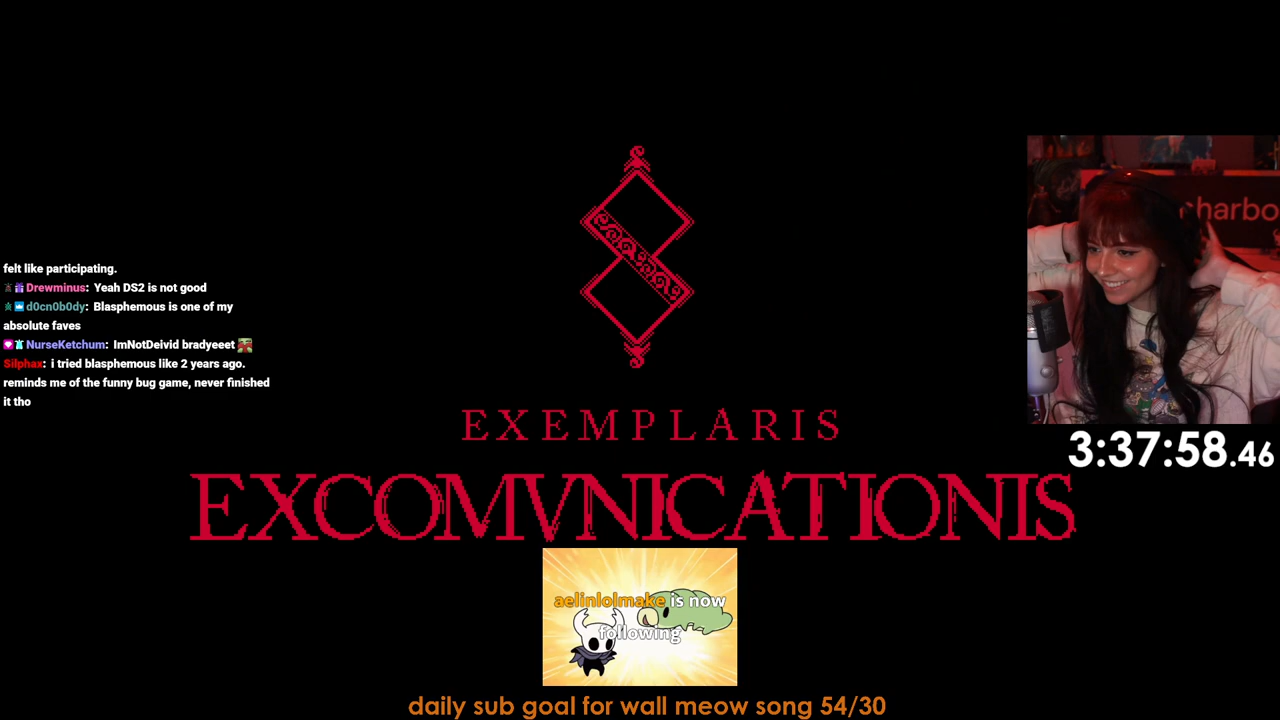 felt like participating.
Drewminus: Yeah DS2 is not good
d0cn0b0dy: Blasphemous is one of my
absolute faves
NurseKetchum: ImNotDeivid bradyeeet
Silphax: i tried blasphemous like 2 years ago.
reminds me of the funny bug game, never finished
it tho
EXEMPLARIS
EXCOMVNICATIONIS
aelinlolmake is now
following
daily sub goal for wall meow song 54/30
charbo
3:37:58.46